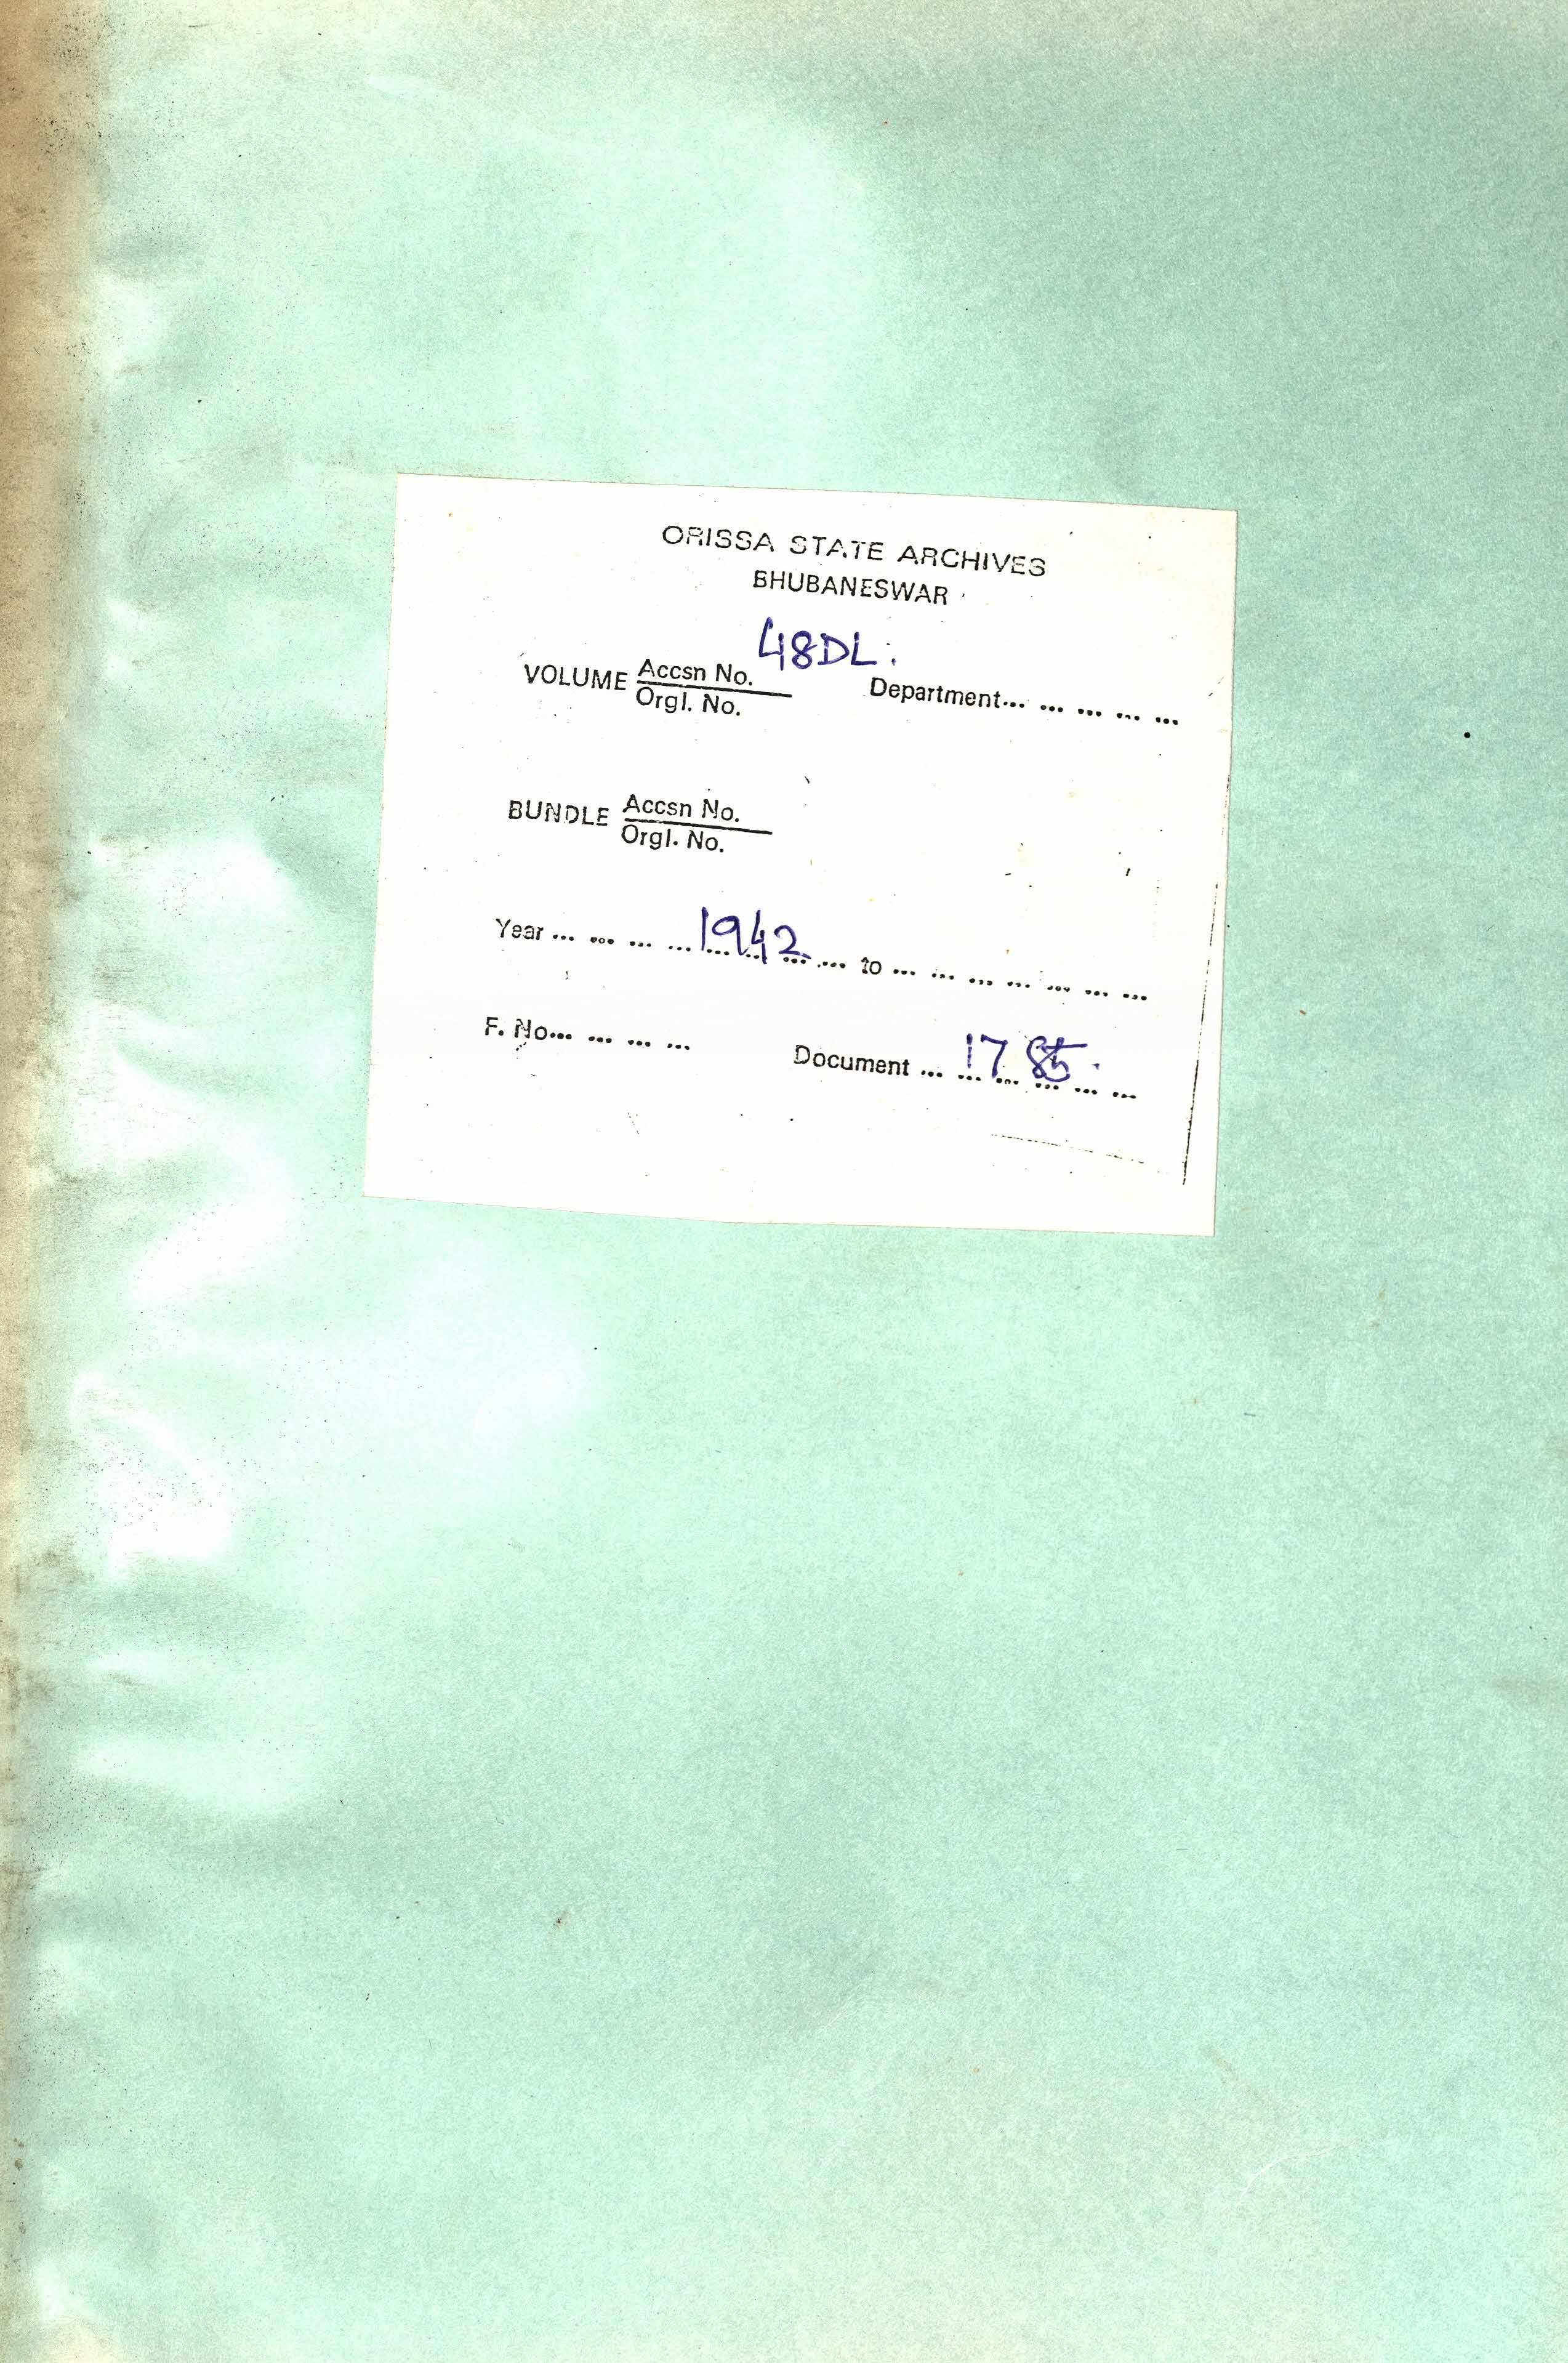 ORISSA STATE ARCHIVES
BHUBANESWAR
48DL.
VOLUME Accsn No.
Orgl. No.
Department... ... ... ... ...
BUNDLE Accsn No.
Orgl. No.
Year ... ... ... ... 1942 ... to ... ... ... ... ... ... ...
F. No... ... ... ...
Document ... 1785.